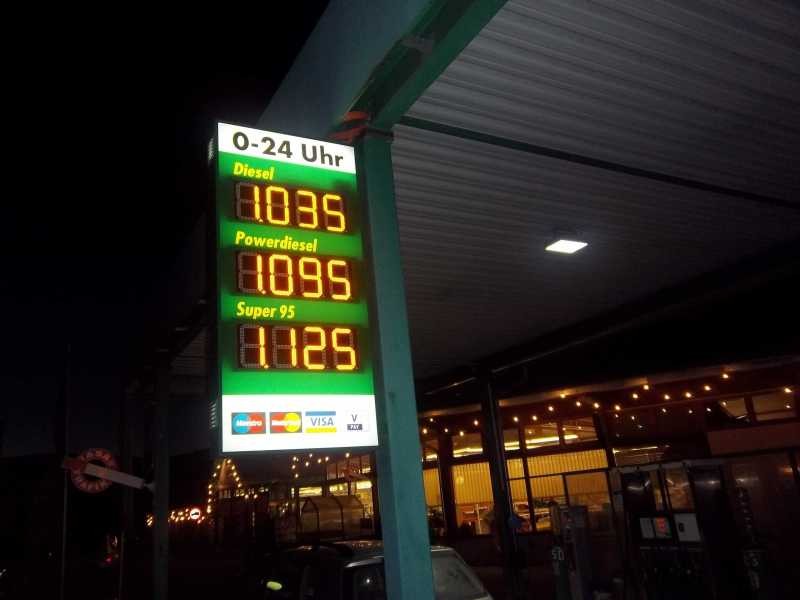 0-24 Uhr
Diesel
1.035
Powerdiesel
1.095
Super 95
1.125
Maestro MasterCard VISA V PAY